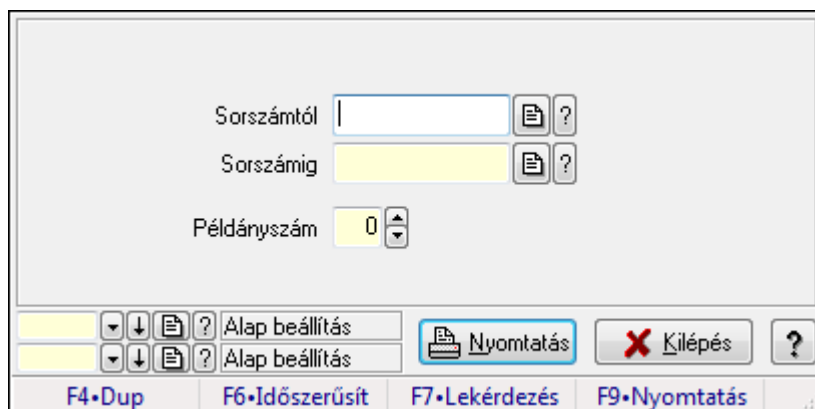 Sorszámtól ?
Sorszámig ?
Példányszám 0
? Alap beállítás
? Alap beállítás
Nyomtatás Kilépés ?
F4•Dup F6•Időszerűsít F7•Lekérdezés F9•Nyomtatás